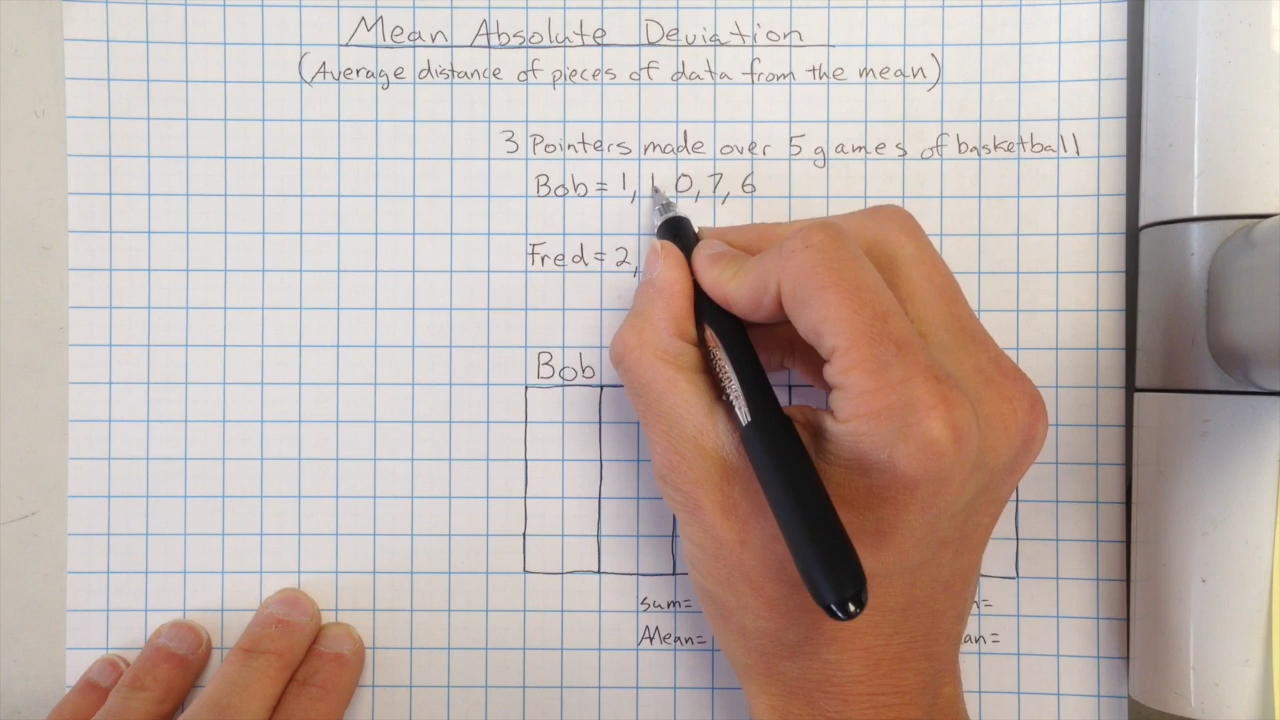 Mean Absolute Deviation
(Average distance of pieces of data from the mean)
3 Pointers made over 5 games of basketball
Bob = 1, 1 0, 7, 6
Fred = 2,
Bob
sum=
Mean=